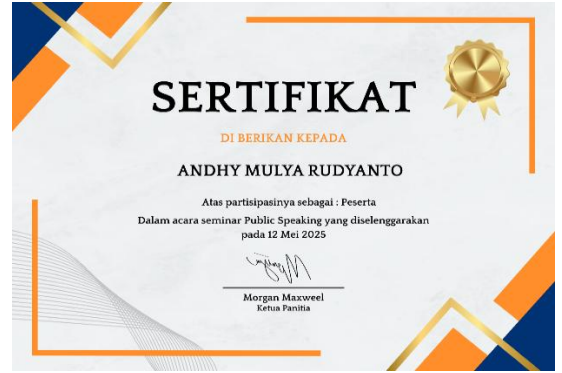 SERTIFIKAT
DI BERIKAN KEPADA
ANDHY MULYA RUDYANTO
Atas partisipasinya sebagai : Peserta
Dalam acara seminar Public Speaking yang diselenggarakan
pada 12 Mei 2025
Morgan Maxweel
Ketua Panitia